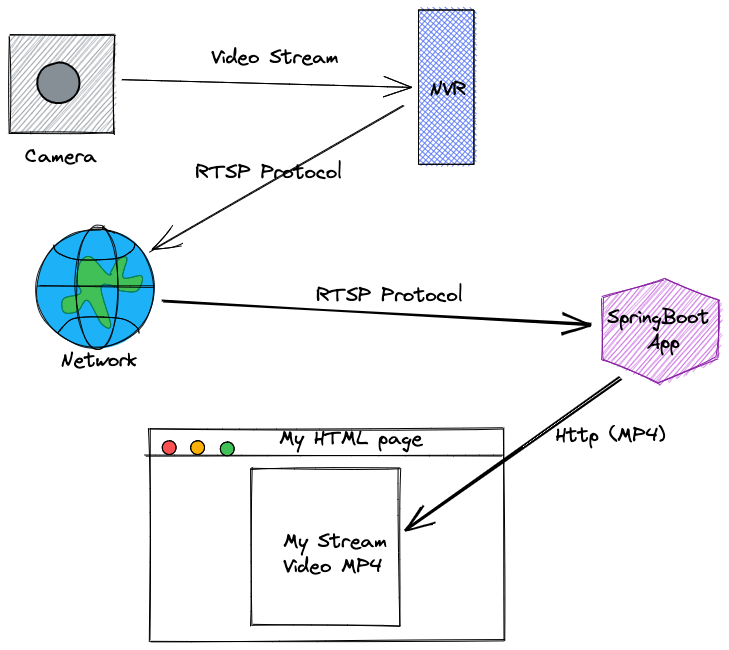 Video Stream
NVR
Camera
RTSP Protocol
RTSP Protocol
SpringBoot
App
Network
Http (MP4)
My HTML page
My Stream
Video MP4